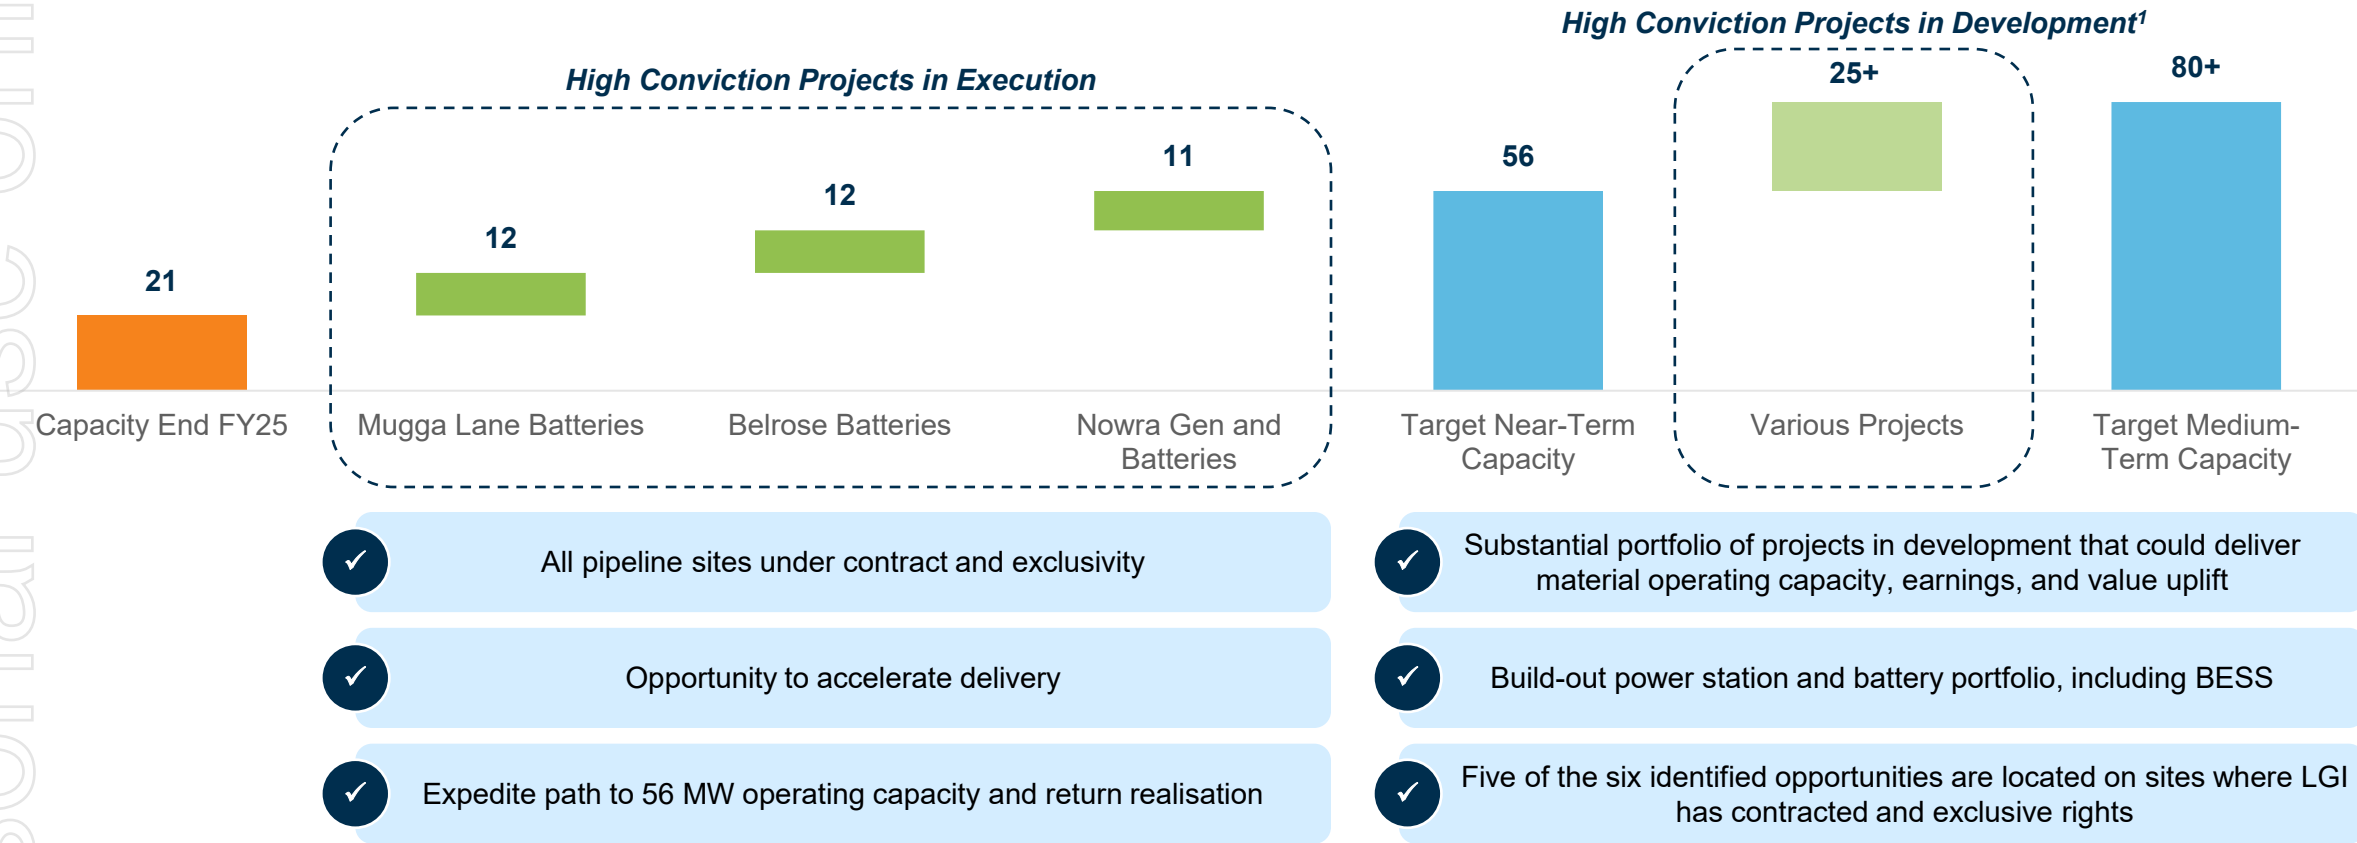 High Conviction Projects in Development¹
High Conviction Projects in Execution
25+
80+
11
56
12
12
21
Capacity End FY25
Mugga Lane Batteries
Belrose Batteries
Nowra Gen and
Batteries
Target Near-Term
Capacity
Various Projects
Target Medium-
Term Capacity
All pipeline sites under contract and exclusivity
Opportunity to accelerate delivery
Expedite path to 56 MW operating capacity and return realisation
Substantial portfolio of projects in development that could deliver
material operating capacity, earnings, and value uplift
Build-out power station and battery portfolio, including BESS
Five of the six identified opportunities are located on sites where LGI
has contracted and exclusive rights